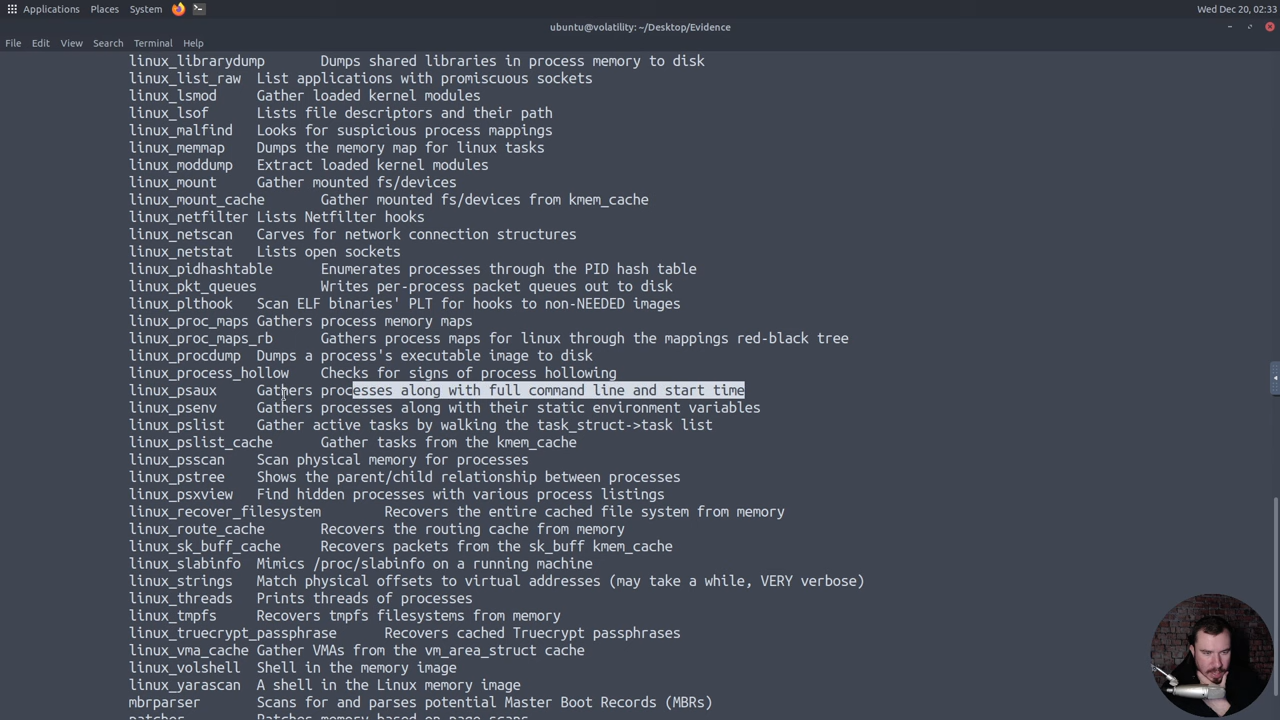 Applications Places System Wed Dec 20, 02:33
ubuntu@volatility: ~/Desktop/Evidence
File Edit View Search Terminal Help
linux_librarydump Dumps shared libraries in process memory to disk
linux_list_raw List applications with promiscuous sockets
linux_lsmod Gather loaded kernel modules
linux_lsof Lists file descriptors and their path
linux_malfind Looks for suspicious process mappings
linux_memmap Dumps the memory map for linux tasks
linux_moddump Extract loaded kernel modules
linux_mount Gather mounted fs/devices
linux_mount_cache Gather mounted fs/devices from kmem_cache
linux_netfilter Lists Netfilter hooks
linux_netscan Carves for network connection structures
linux_netstat Lists open sockets
linux_pidhashtable Enumerates processes through the PID hash table
linux_pkt_queues Writes per-process packet queues out to disk
linux_plthook Scan ELF binaries' PLT for hooks to non-NEEDED images
linux_proc_maps Gathers process memory maps
linux_proc_maps_rb Gathers process maps for linux through the mappings red-black tree
linux_procdump Dumps a process's executable image to disk
linux_process_hollow Checks for signs of process hollowing
linux_psaux Gathers processes along with full command line and start time
linux_psenv Gathers processes along with their static environment variables
linux_pslist Gather active tasks by walking the task_struct->task list
linux_pslist_cache Gather tasks from the kmem_cache
linux_psscan Scan physical memory for processes
linux_pstree Shows the parent/child relationship between processes
linux_psxview Find hidden processes with various process listings
linux_recover_filesystem Recovers the entire cached file system from memory
linux_route_cache Recovers the routing cache from memory
linux_sk_buff_cache Recovers packets from the sk_buff kmem_cache
linux_slabinfo Mimics /proc/slabinfo on a running machine
linux_strings Match physical offsets to virtual addresses (may take a while, VERY verbose)
linux_threads Prints threads of processes
linux_tmpfs Recovers tmpfs filesystems from memory
linux_truecrypt_passphrase Recovers cached Truecrypt passphrases
linux_vma_cache Gather VMAs from the vm_area_struct cache
linux_volshell Shell in the memory image
linux_yarascan A shell in the Linux memory image
mbrparser Scans for and parses potential Master Boot Records (MBRs)
patcher Patches memory based on page scans